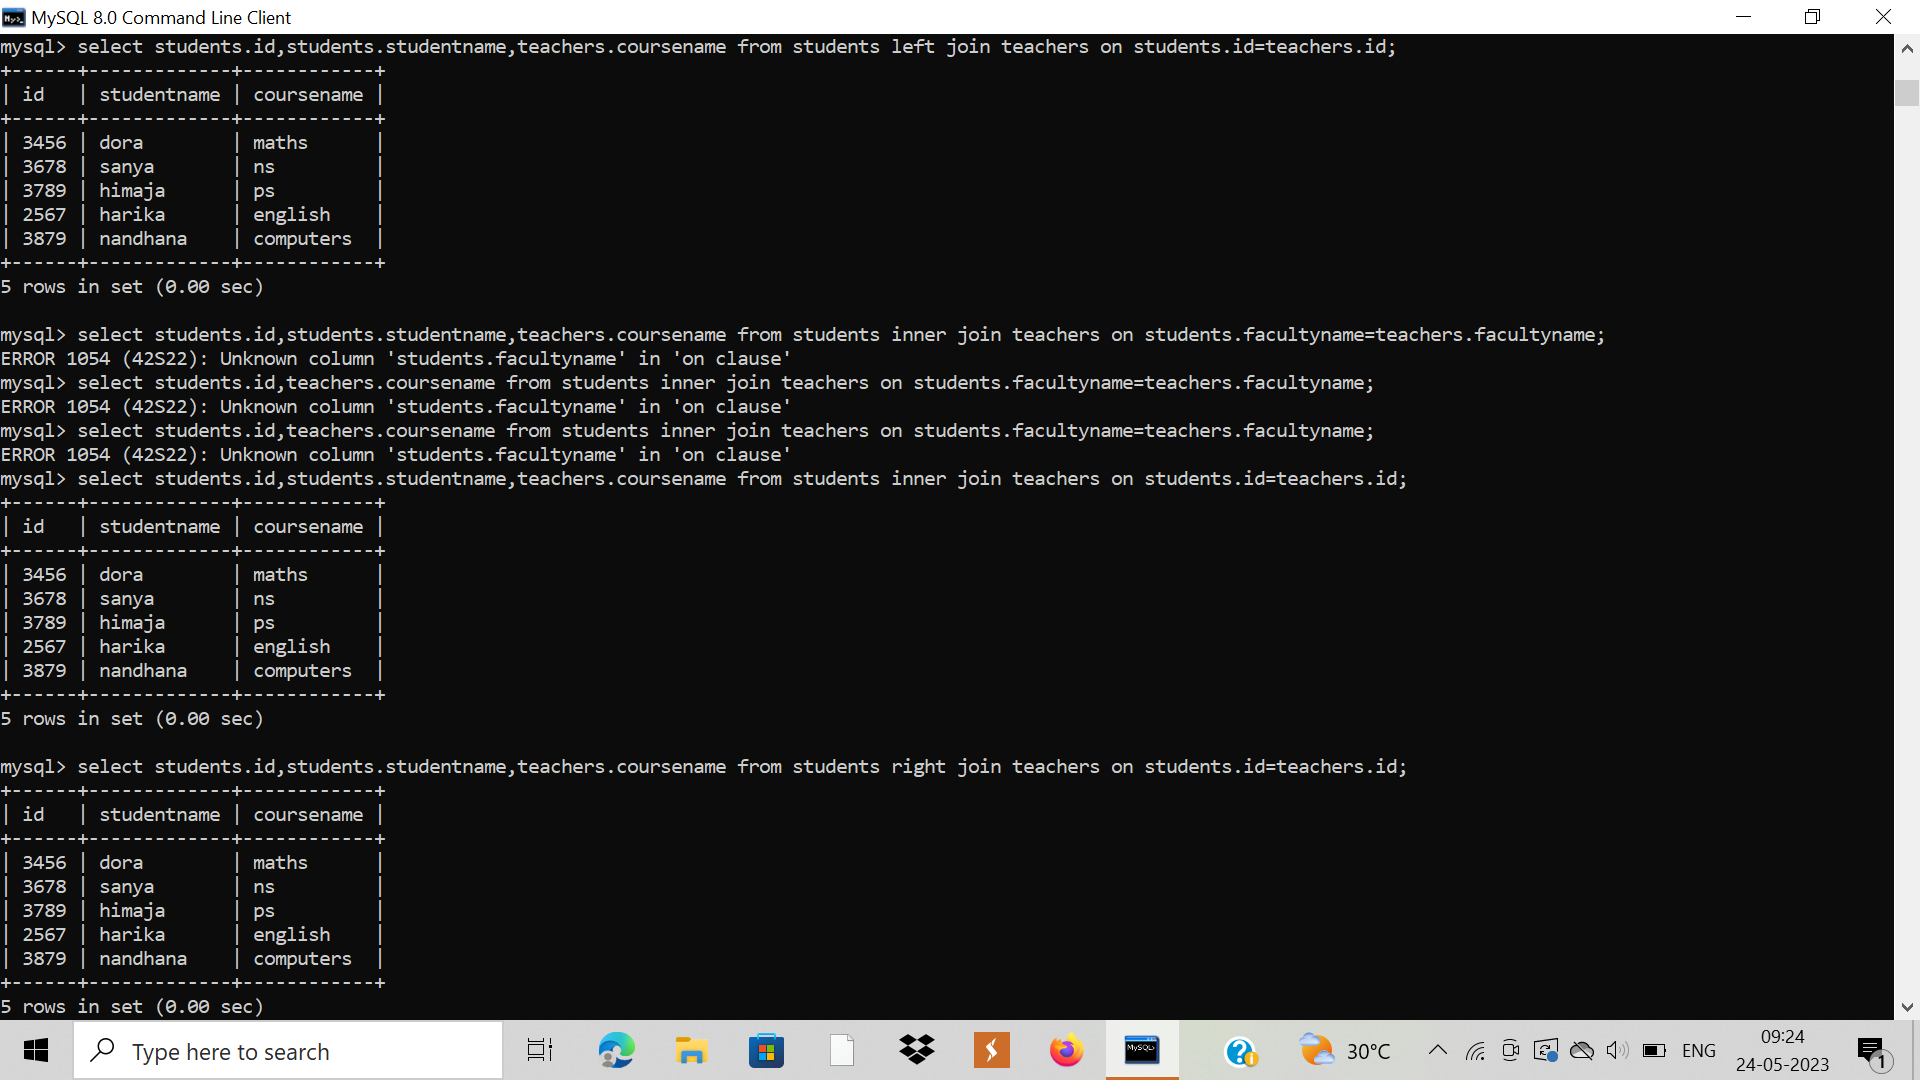 MySQL 8.0 Command Line Client
mysql> select students.id,students.studentname,teachers.coursename from students left join teachers on students.id=teachers.id;
+------+-------------+------------+
| id   | studentname | coursename |
+------+-------------+------------+
| 3456 | dora        | maths      |
| 3678 | sanya       | ns         |
| 3789 | himaja      | ps         |
| 2567 | harika      | english    |
| 3879 | nandhana    | computers  |
+------+-------------+------------+
5 rows in set (0.00 sec)
mysql> select students.id,students.studentname,teachers.coursename from students inner join teachers on students.facultyname=teachers.facultyname;
ERROR 1054 (42S22): Unknown column 'students.facultyname' in 'on clause'
mysql> select students.id,teachers.coursename from students inner join teachers on students.facultyname=teachers.facultyname;
ERROR 1054 (42S22): Unknown column 'students.facultyname' in 'on clause'
mysql> select students.id,teachers.coursename from students inner join teachers on students.facultyname=teachers.facultyname;
ERROR 1054 (42S22): Unknown column 'students.facultyname' in 'on clause'
mysql> select students.id,students.studentname,teachers.coursename from students inner join teachers on students.id=teachers.id;
+------+-------------+------------+
| id   | studentname | coursename |
+------+-------------+------------+
| 3456 | dora        | maths      |
| 3678 | sanya       | ns         |
| 3789 | himaja      | ps         |
| 2567 | harika      | english    |
| 3879 | nandhana    | computers  |
+------+-------------+------------+
5 rows in set (0.00 sec)
mysql> select students.id,students.studentname,teachers.coursename from students right join teachers on students.id=teachers.id;
+------+-------------+------------+
| id   | studentname | coursename |
+------+-------------+------------+
| 3456 | dora        | maths      |
| 3678 | sanya       | ns         |
| 3789 | himaja      | ps         |
| 2567 | harika      | english    |
| 3879 | nandhana    | computers  |
+------+-------------+------------+
5 rows in set (0.00 sec)
Type here to search
MySQL>
30°C
ENG
09:24
24-05-2023
1